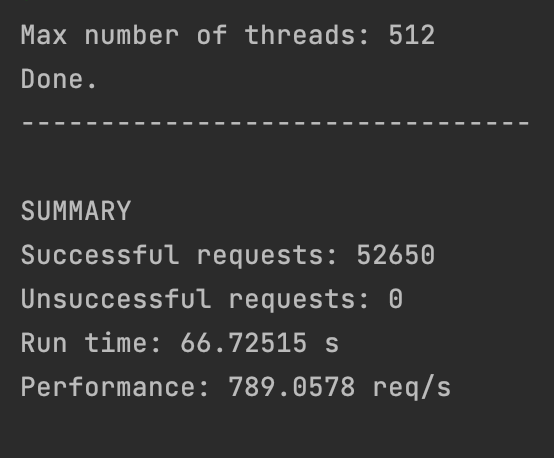 Max number of threads: 512
Done.
--------------------------------
SUMMARY
Successful requests: 52650
Unsuccessful requests: 0
Run time: 66.72515 s
Performance: 789.0578 req/s